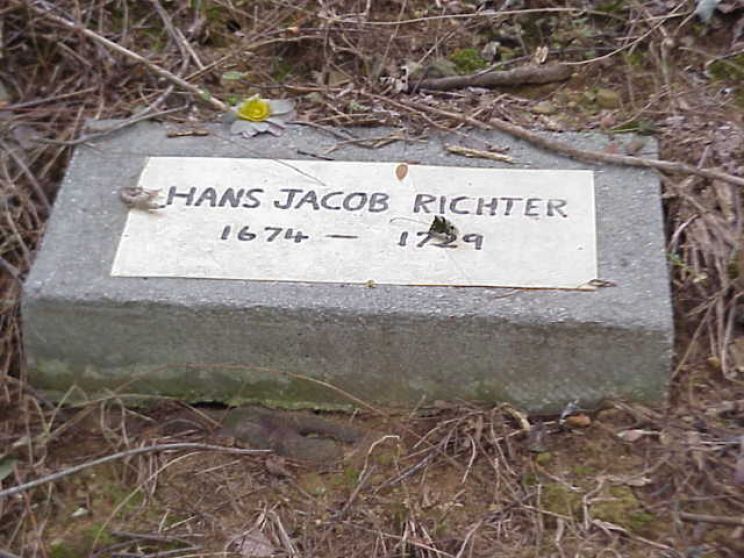 HANS JACOB RICHTER
1674 — 1729